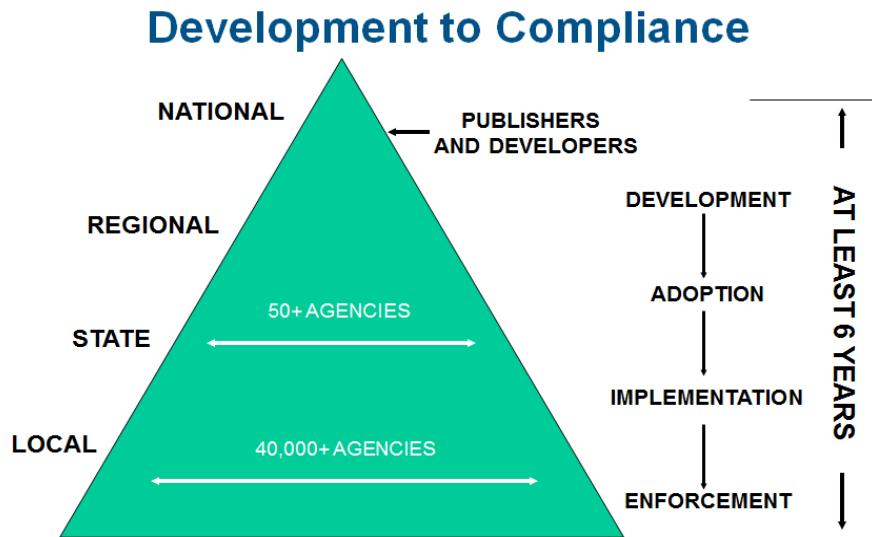 Development to Compliance
NATIONAL
PUBLISHERS
AND DEVELOPERS
REGIONAL
DEVELOPMENT
ADOPTION
50+ AGENCIES
STATE
IMPLEMENTATION
LOCAL
40,000+ AGENCIES
ENFORCEMENT
AT LEAST 6 YEARS